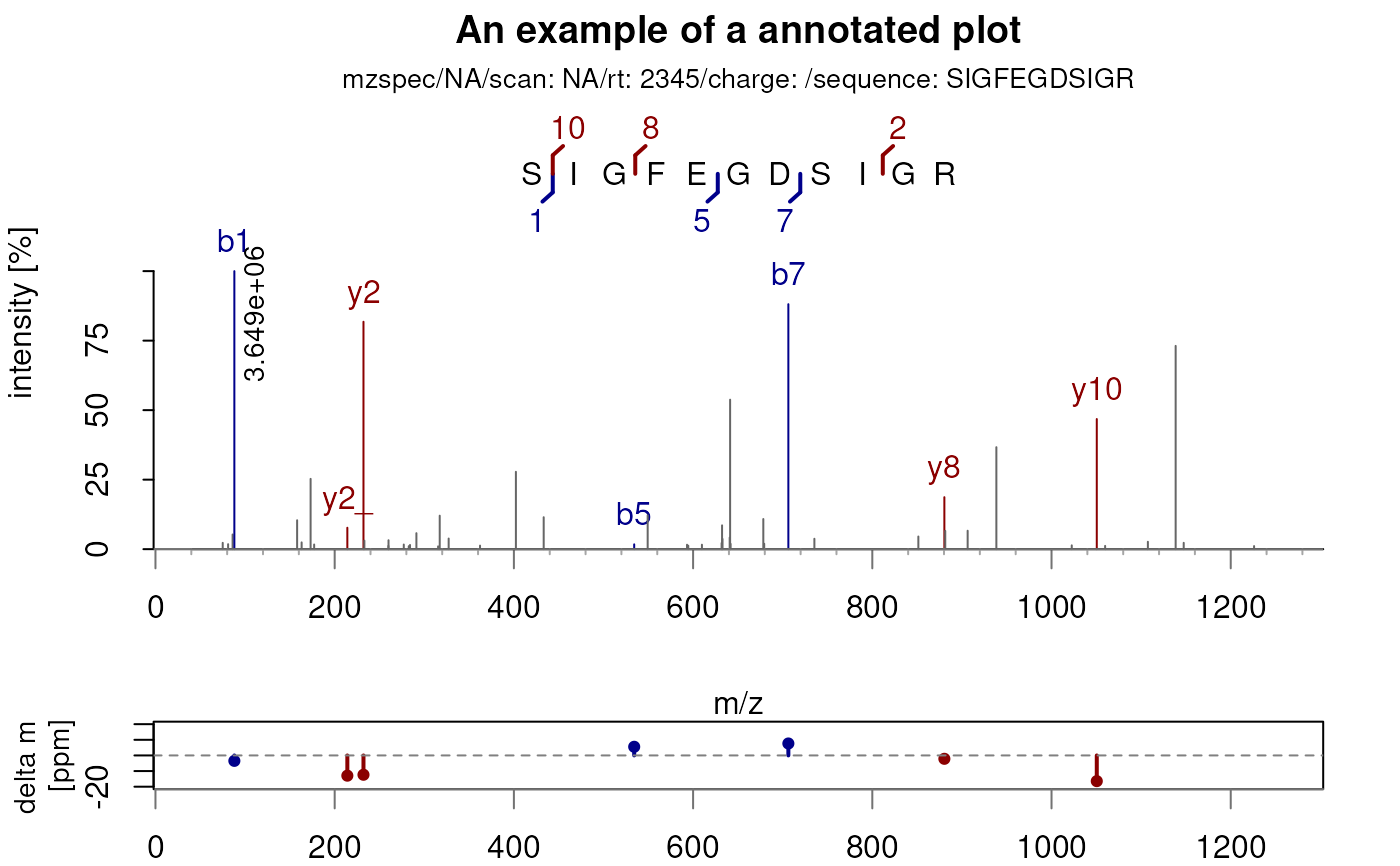 An example of a annotated plot
mzspec/NA/scan: NA/rt: 2345/charge: /sequence: SIGFEGDSIGR
10 8 2
S I G F E G D S I G R
1 5 7
intensity [%]
0 25 50 75
b1
3.649e+06
y2
y2
b5
b7
y8
y10
0 200 400 600 800 1000 1200
m/z
delta m
[ppm]
-20
0 200 400 600 800 1000 1200